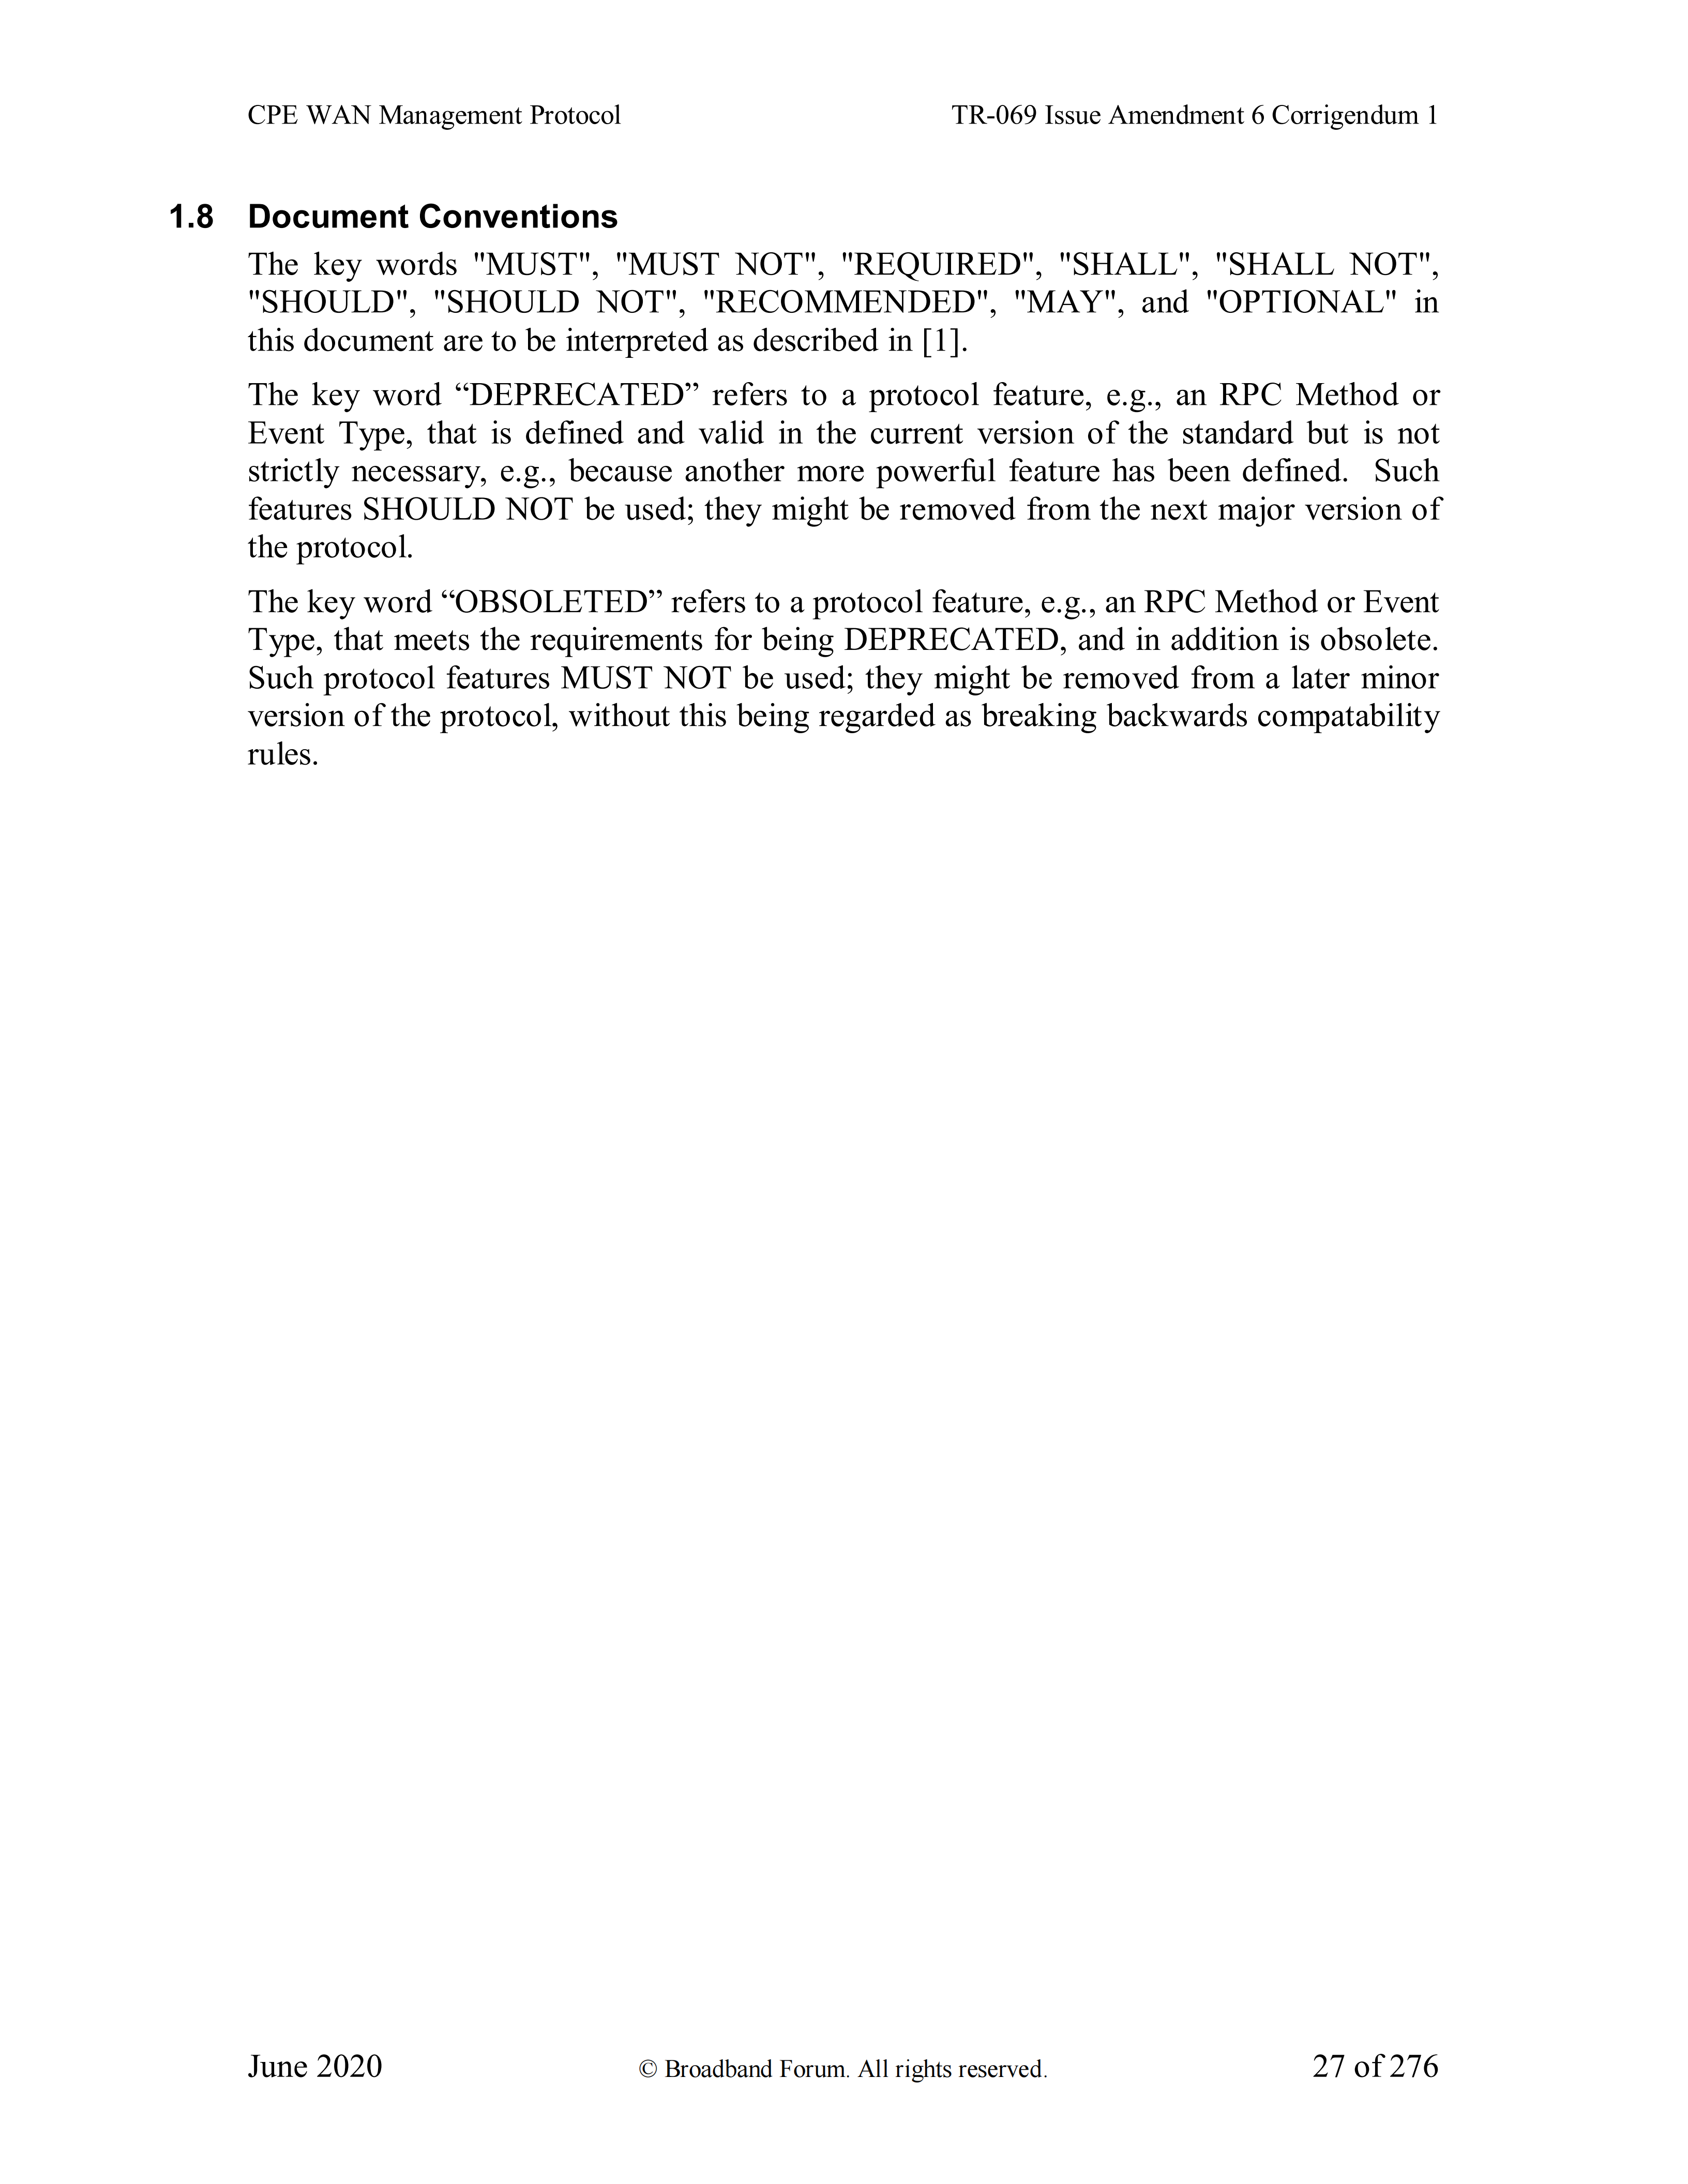 CPE WAN Management Protocol TR-069 Issue Amendment 6 Corrigendum 1
1.8 Document Conventions
The key words "MUST", "MUST NOT", "REQUIRED", "SHALL", "SHALL NOT",
"SHOULD", "SHOULD NOT", "RECOMMENDED", "MAY", and "OPTIONAL" in
this document are to be interpreted as described in [1].
The key word “DEPRECATED” refers to a protocol feature, e.g., an RPC Method or
Event Type, that is defined and valid in the current version of the standard but is not
strictly necessary, e.g., because another more powerful feature has been defined.  Such
features SHOULD NOT be used; they might be removed from the next major version of
the protocol.
The key word “OBSOLETED” refers to a protocol feature, e.g., an RPC Method or Event
Type, that meets the requirements for being DEPRECATED, and in addition is obsolete.
Such protocol features MUST NOT be used; they might be removed from a later minor
version of the protocol, without this being regarded as breaking backwards compatability
rules.
June 2020 © Broadband Forum. All rights reserved. 27 of 276